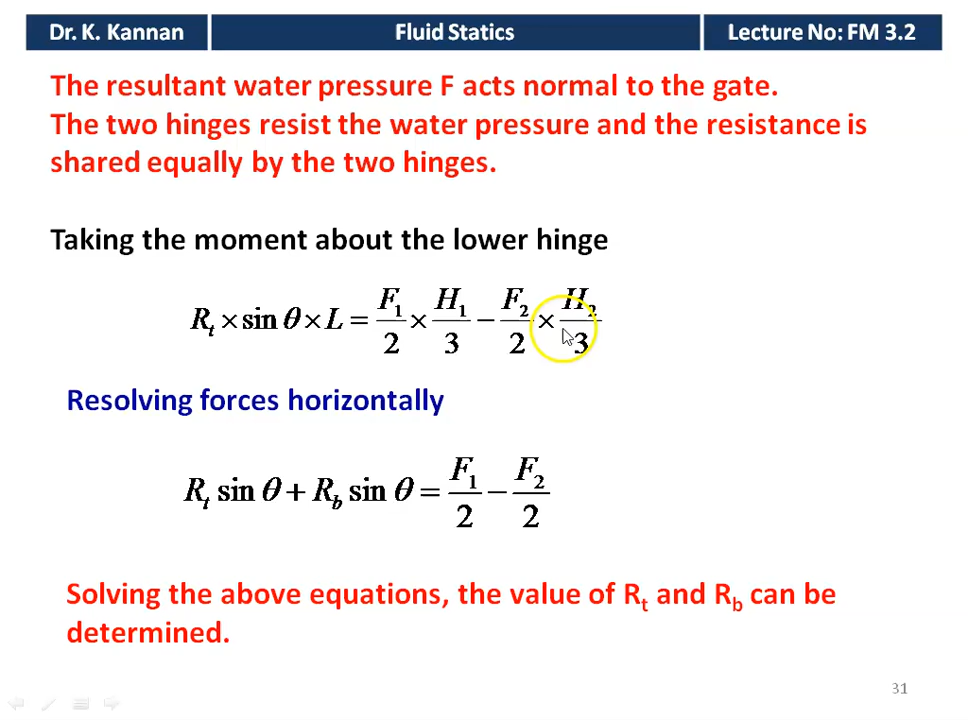 Dr. K. Kannan Fluid Statics Lecture No: FM 3.2
The resultant water pressure F acts normal to the gate.
The two hinges resist the water pressure and the resistance is
shared equally by the two hinges.
Taking the moment about the lower hinge
R_t × sin θ × L = F_1/2 × H_1/3 − F_2/2 × H_2/3
Resolving forces horizontally
R_t sin θ + R_b sin θ = F_1/2 − F_2/2
Solving the above equations, the value of R_t and R_b can be
determined.
31